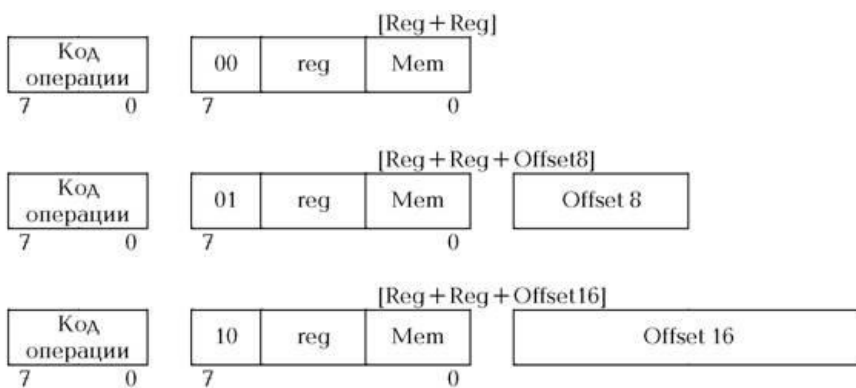 [Reg+Reg]
Код операции 00 reg Mem
7 0 7 0
[Reg+Reg+Offset8]
Код операции 01 reg Mem Offset 8
7 0 7 0
[Reg+Reg+Offset16]
Код операции 10 reg Mem Offset 16
7 0 7 0